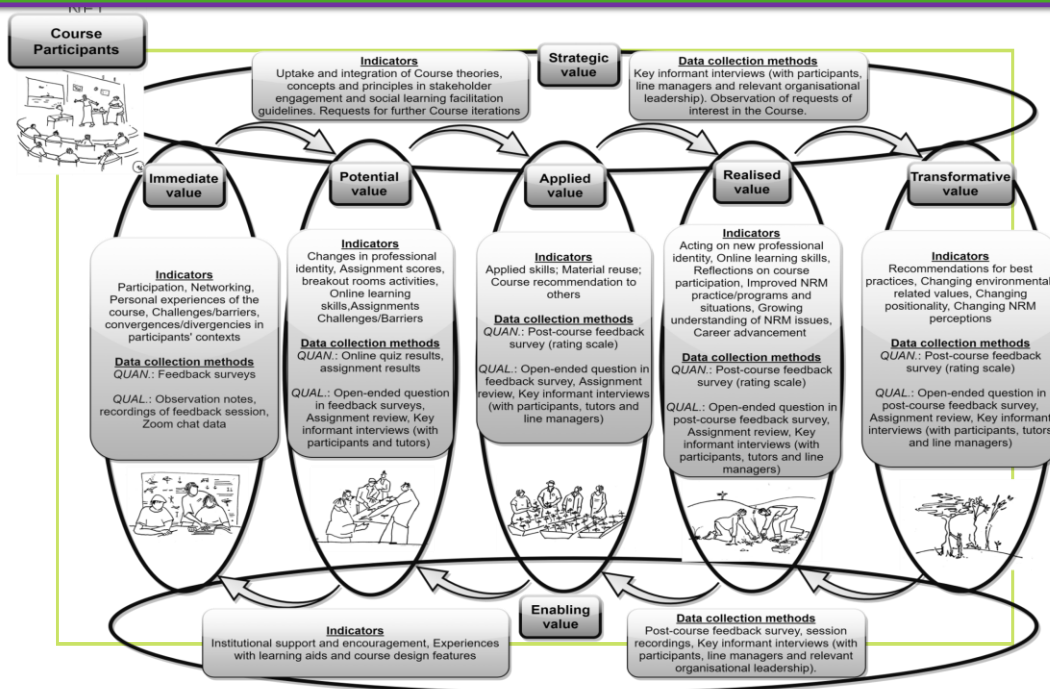 Course
Participants
Indicators
Uptake and integration of Course theories,
concepts and principles in stakeholder
engagement and social learning facilitation
guidelines. Requests for further Course iterations
Strategic
value
Data collection methods
Key informant interviews (with participants,
line managers and relevant organisational
leadership). Observation of requests of
interest in the Course.
Immediate
value
Indicators
Participation, Networking,
Personal experiences of the
course, Challenges/barriers,
convergences/divergencies in
participants' contexts
Data collection methods
QUAN.: Feedback surveys
QUAL.: Observation notes,
recordings of feedback session,
Zoom chat data
Potential
value
Indicators
Changes in professional
identity, Assignment scores,
breakout rooms activities,
Online learning
skills,Assignments
Challenges/Barriers
Data collection methods
QUAN.: Online quiz results,
assignment results
QUAL.: Open-ended question
in feedback surveys,
Assignment review, Key
informant interviews (with
participants and tutors)
Applied
value
Indicators
Applied skills; Material reuse;
Course recommendation to
others
Data collection methods
QUAN.: Post-course feedback
survey (rating scale)
QUAL.: Open-ended question in
feedback survey, Assignment
review, Key informant interviews
(with participants, tutors and
line managers)
Realised
value
Indicators
Acting on new professional
identity, Online learning skills,
Reflections on course
participation, Improved NRM
practice/programs and
situations, Growing
understanding of NRM issues,
Career advancement
Data collection methods
QUAN.: Post-course feedback
survey (rating scale)
QUAL.: Open-ended question in
post-course feedback survey,
Assignment review, Key
informant interviews (with
participants, tutors and line
managers)
Transformative
value
Indicators
Recommendations for best
practices, Changing environmental
related values, Changing
positionality, Changing NRM
perceptions
Data collection methods
QUAN.: Post-course feedback
survey (rating scale)
QUAL.: Open-ended question in
post-course feedback survey,
Assignment review, Key informant
interviews (with participants, tutors
and line managers)
Enabling
value
Indicators
Institutional support and encouragement, Experiences
with learning aids and course design features
Data collection methods
Post-course feedback survey, session
recordings, Key informant interviews (with
participants, line managers and relevant
organisational leadership).